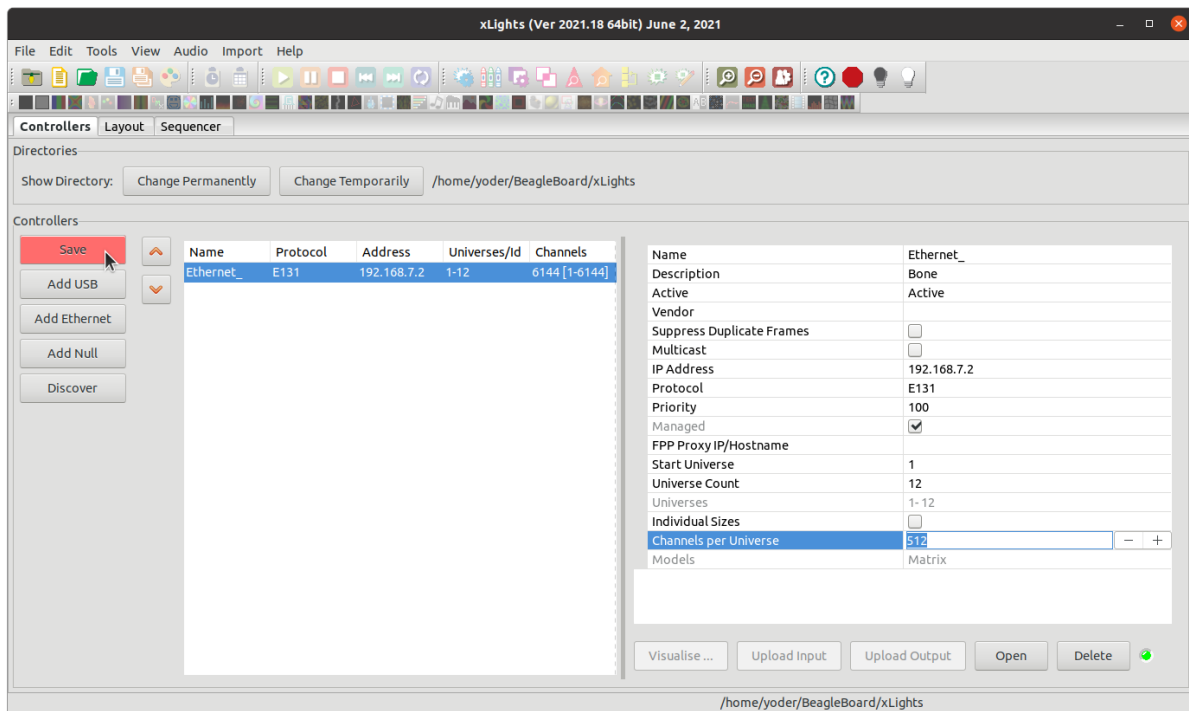 xLights (Ver 2021.18 64bit) June 2, 2021
File Edit Tools View Audio Import Help
Controllers Layout Sequencer
Directories
Show Directory: Change Permanently Change Temporarily /home/yoder/BeagleBoard/xLights
Controllers
Save
Add USB
Add Ethernet
Add Null
Discover
Name Protocol Address Universes/Id Channels
Ethernet_ E131 192.168.7.2 1-12 6144 [1-6144]
Name Ethernet_
Description Bone
Active Active
Vendor
Suppress Duplicate Frames
Multicast
IP Address 192.168.7.2
Protocol E131
Priority 100
Managed
FPP Proxy IP/Hostname
Start Universe 1
Universe Count 12
Universes 1- 12
Individual Sizes
Channels per Universe 512 − +
Models Matrix
Visualise ... Upload Input Upload Output Open Delete
/home/yoder/BeagleBoard/xLights